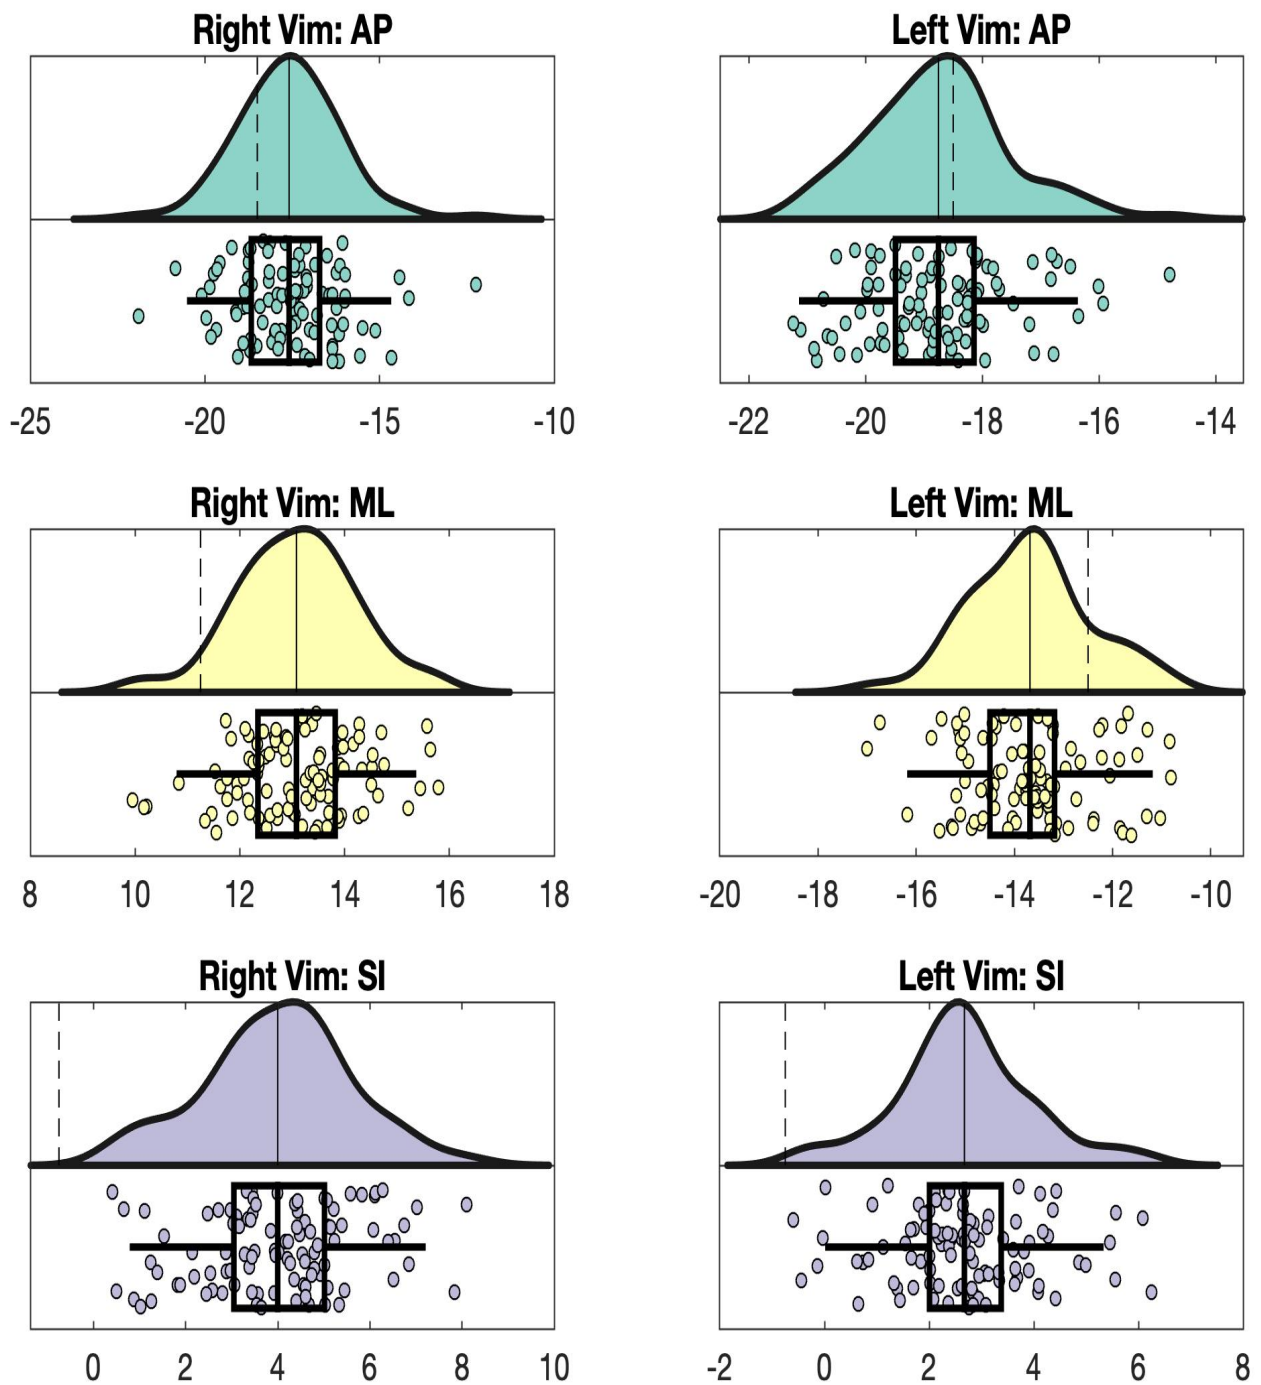 Right Vim: AP
Left Vim: AP
-25 -20 -15 -10
-22 -20 -18 -16 -14
Right Vim: ML
Left Vim: ML
8 10 12 14 16 18
-20 -18 -16 -14 -12 -10
Right Vim: SI
Left Vim: SI
0 2 4 6 8 10
-2 0 2 4 6 8